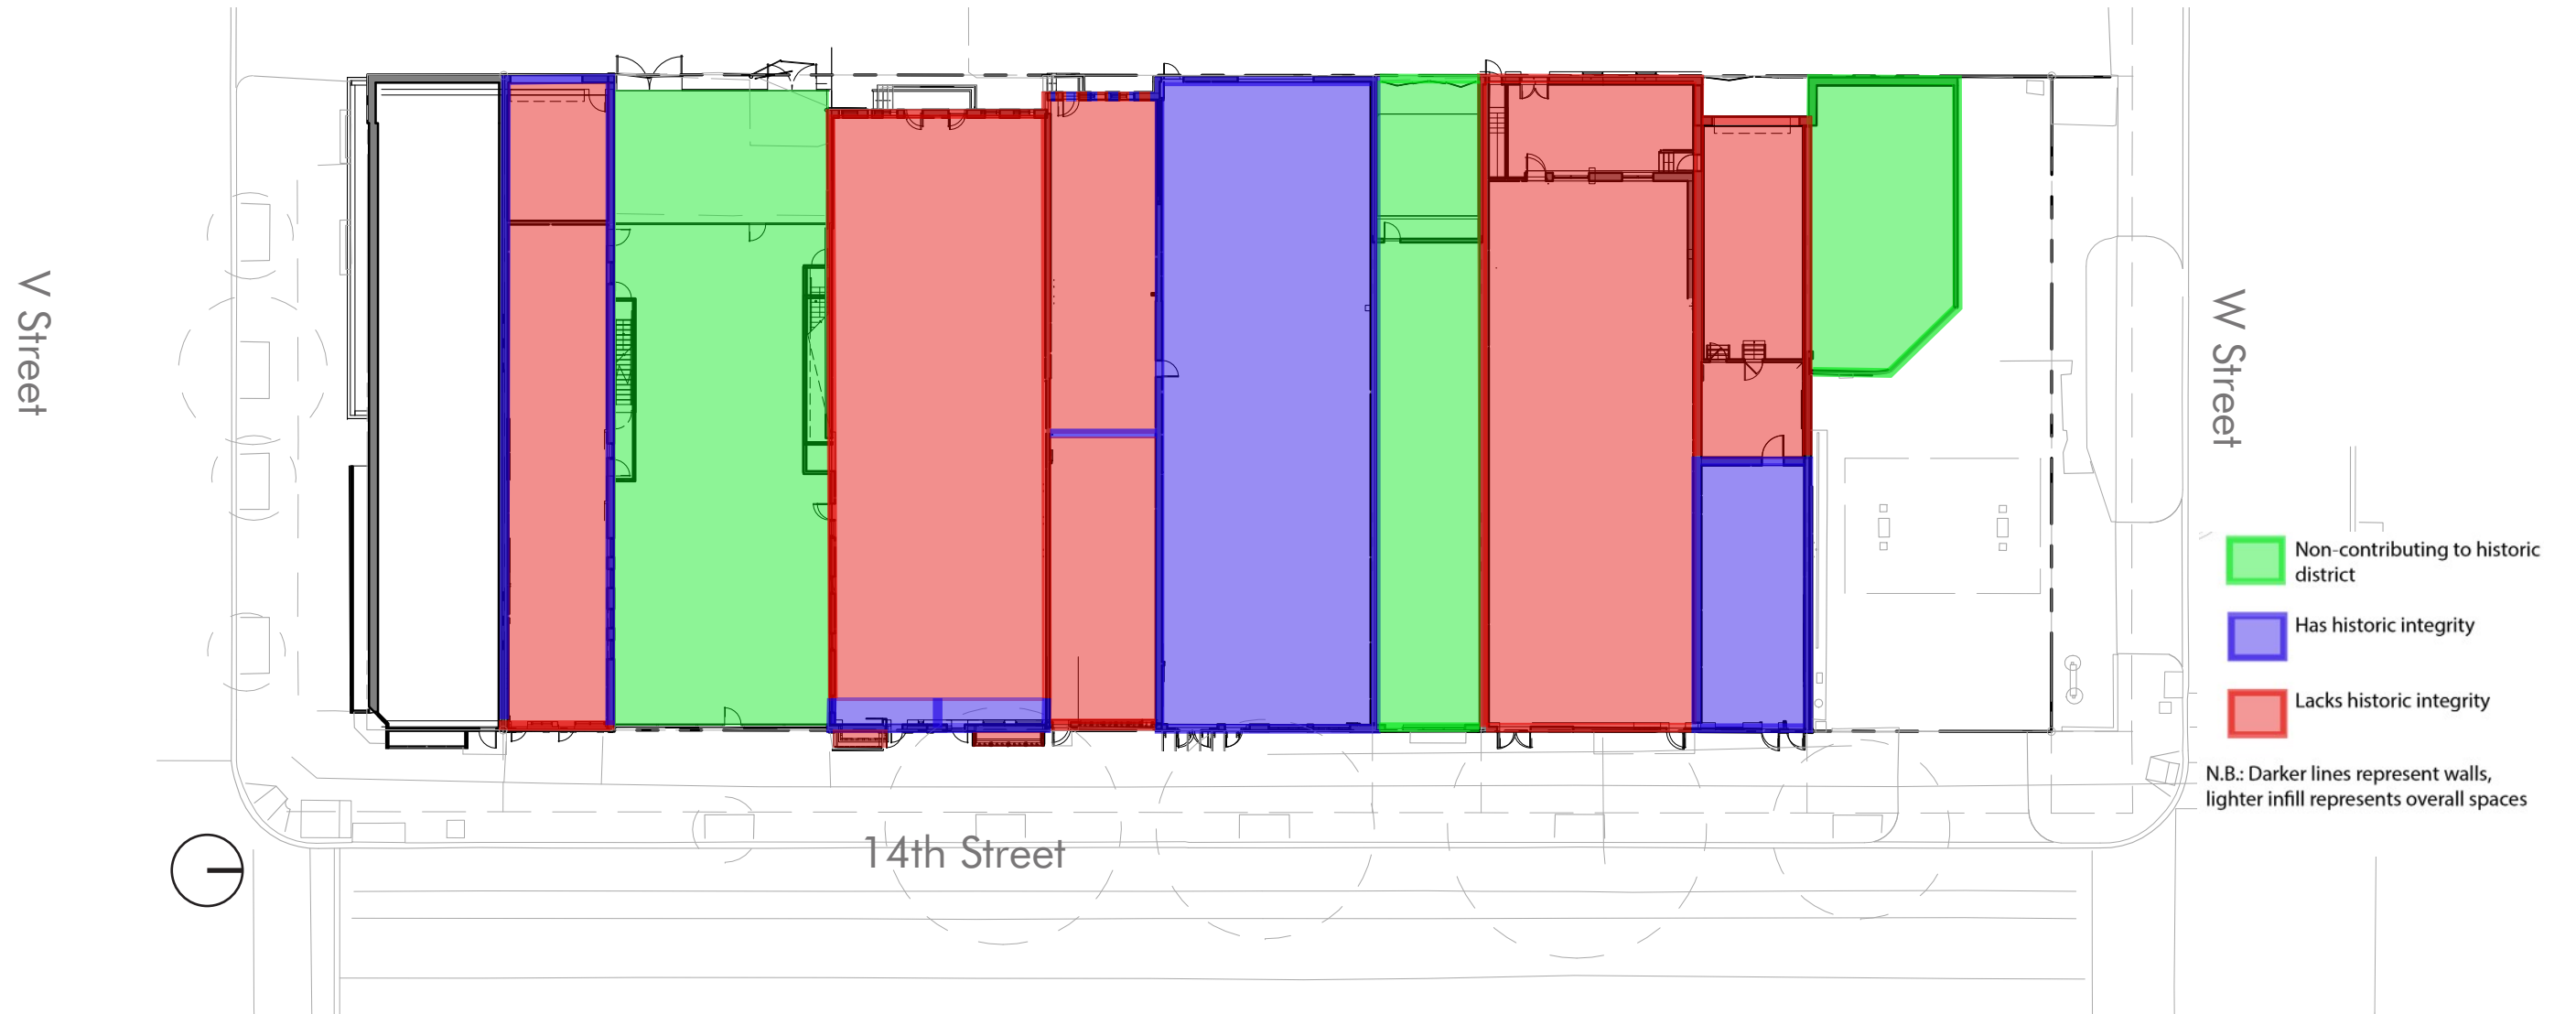 V Street
W Street
14th Street
Non-contributing to historic
district
Has historic integrity
Lacks historic integrity
N.B.: Darker lines represent walls,
lighter infill represents overall spaces